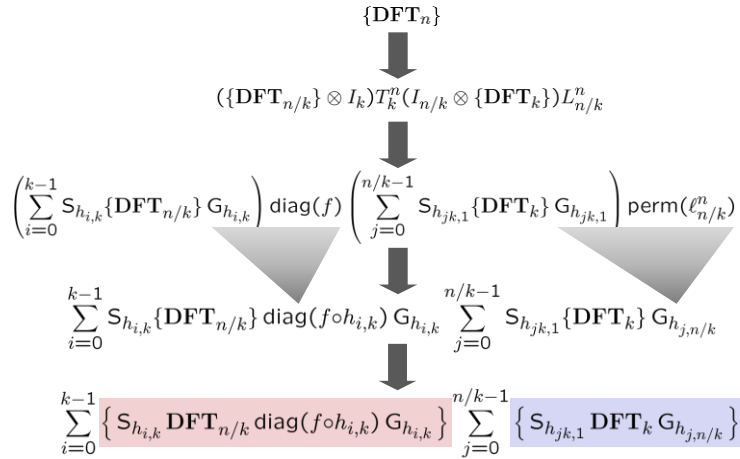 {DFT_n}
({DFT_{n/k}} ⊗ I_k)T^n_k(I_{n/k} ⊗ {DFT_k})L^n_{n/k}
(∑_{i=0}^{k−1} S_{h_{i,k}}{DFT_{n/k}} G_{h_{i,k}}) diag(f) (∑_{j=0}^{n/k−1} S_{h_{jk,1}}{DFT_k} G_{h_{jk,1}}) perm(ℓ^n_{n/k})
∑_{i=0}^{k−1} S_{h_{i,k}}{DFT_{n/k}} diag(f∘h_{i,k}) G_{h_{i,k}} ∑_{j=0}^{n/k−1} S_{h_{jk,1}}{DFT_k} G_{h_{j,n/k}}
∑_{i=0}^{k−1} {S_{h_{i,k}} DFT_{n/k} diag(f∘h_{i,k}) G_{h_{i,k}}} ∑_{j=0}^{n/k−1} {S_{h_{jk,1}} DFT_k G_{h_{j,n/k}}}